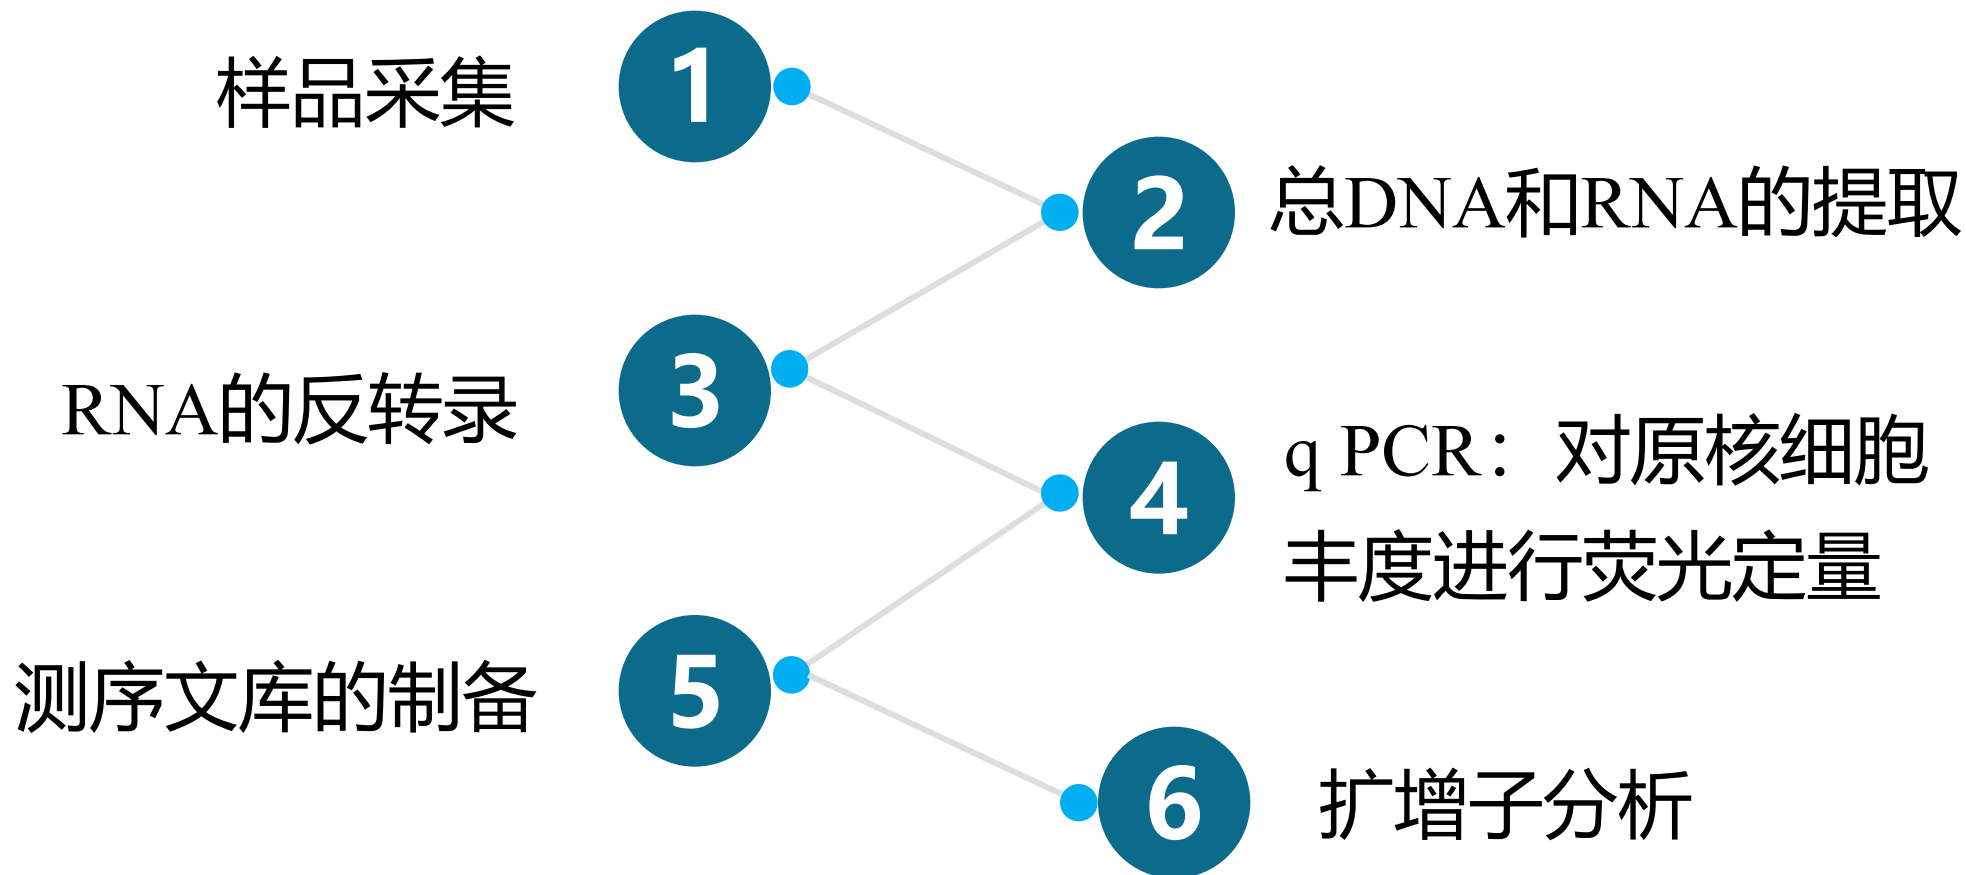 样品采集
1
2
总DNA和RNA的提取
RNA的反转录
3
4
q PCR：对原核细胞
丰度进行荧光定量
测序文库的制备
5
6
扩增子分析